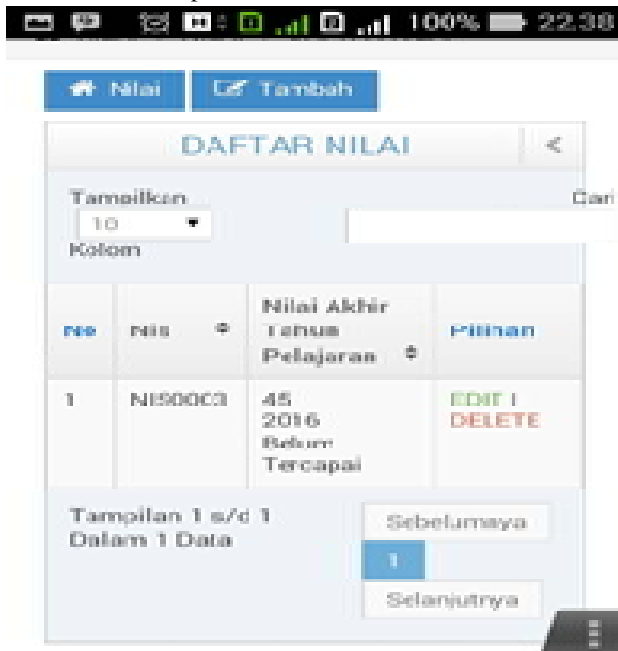 100% 22.38
Nilai Tambah
DAFTAR NILAI <
Tampilkan Cari
10
Kolom
No Nis Nilai Akhir Tahun Pelajaran Pilihan
1 NIS0003 45 EDIT |
2016 DELETE
Belum
Tercapai
Tampilan 1 s/d 1
Dalam 1 Data
Sebelumnya
1
Selanjutnya